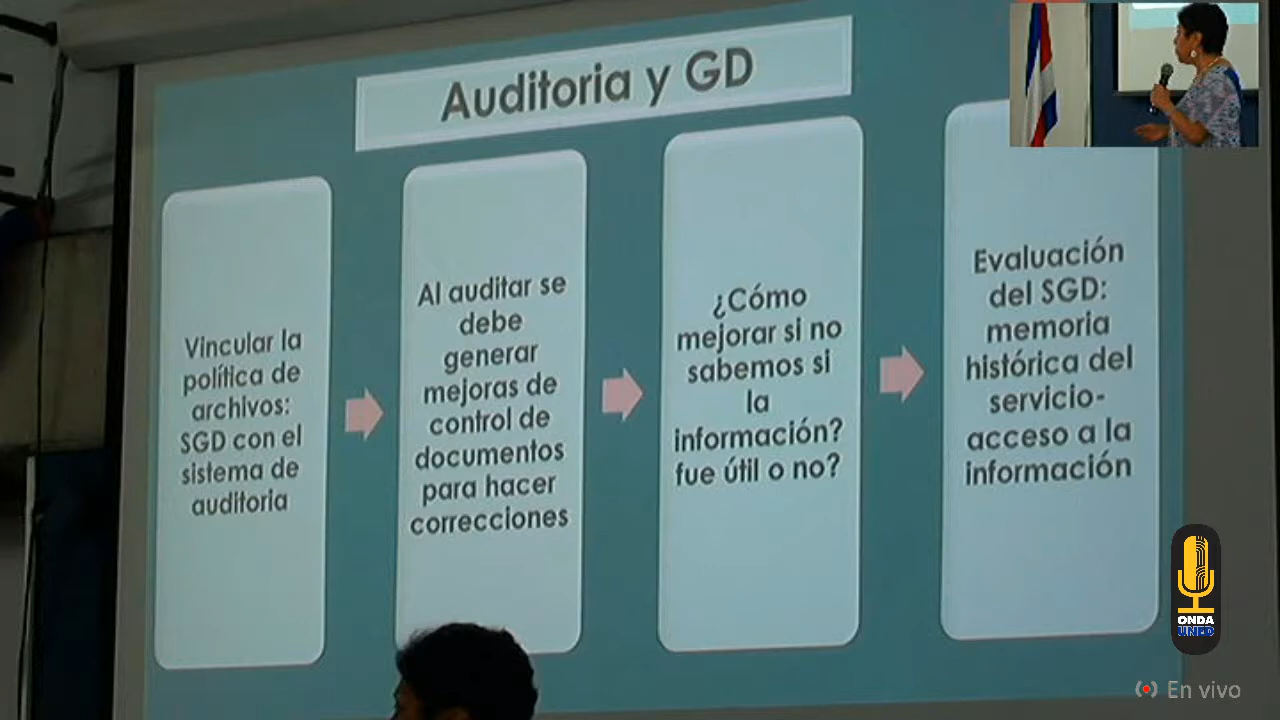 Auditoria y GD
Vincular la
política de
archivos:
SGD con el
sistema de
auditoria
Al auditar se
debe
generar
mejoras de
control de
documentos
para hacer
correcciones
¿Cómo
mejorar si no
sabemos si
la
información?
fue útil o no?
Evaluación
del SGD:
memoria
histórica del
servicio-
acceso a la
información
ONDA
UNED
En vivo